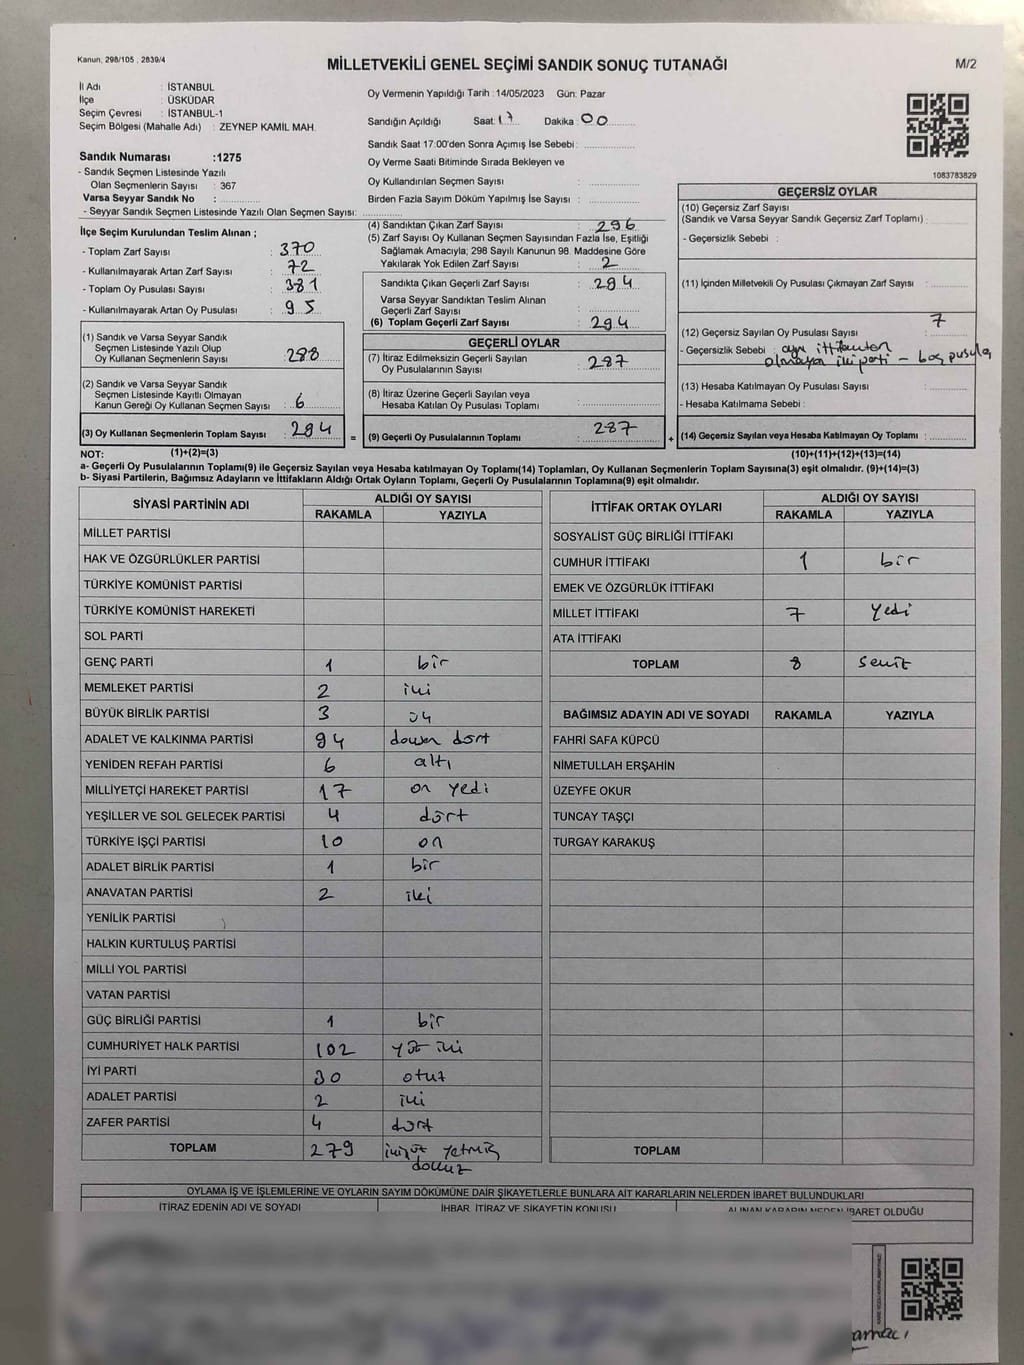 Kanun, 298/105 , 2839/4
MİLLETVEKİLİ GENEL SEÇİMİ SANDIK SONUÇ TUTANAĞI
M/2
İl Adı : İSTANBUL
İlçe : ÜSKÜDAR
Seçim Çevresi : İSTANBUL-1
Seçim Bölgesi (Mahalle Adı) : ZEYNEP KAMİL MAH.
Sandık Numarası :1275
- Sandık Seçmen Listesinde Yazılı
Olan Seçmenlerin Sayısı : 367
Varsa Seyyar Sandık No :
- Seyyar Sandık Seçmen Listesinde Yazılı Olan Seçmen Sayısı:
İlçe Seçim Kurulundan Teslim Alınan ;
- Toplam Zarf Sayısı : 370
- Kullanılmayarak Artan Zarf Sayısı : 72
- Toplam Oy Pusulası Sayısı : 381
- Kullanılmayarak Artan Oy Pusulası : 95
(1) Sandık ve Varsa Seyyar Sandık
Seçmen Listesinde Yazılı Olup
Oy Kullanan Seçmenlerin Sayısı : 288
(2) Sandık ve Varsa Seyyar Sandık
Seçmen Listesinde Kayıtlı Olmayan
Kanun Gereği Oy Kullanan Seçmen Sayısı : 6
(3) Oy Kullanan Seçmenlerin Toplam Sayısı : 294
Oy Vermenin Yapıldığı Tarih : 14/05/2023 Gün: Pazar
Sandığın Açıldığı Saat: 17 Dakika : 00
Sandık Saat 17:00'den Sonra Açımış İse Sebebi :
Oy Verme Saati Bitiminde Sırada Bekleyen ve
Oy Kullandırılan Seçmen Sayısı :
Birden Fazla Sayım Döküm Yapılmış İse Sayısı :
(4) Sandıktan Çıkan Zarf Sayısı : 296
(5) Zarf Sayısı Oy Kullanan Seçmen Sayısından Fazla İse, Eşitliği
Sağlamak Amacıyla; 298 Sayılı Kanunun 98. Maddesine Göre
Yakılarak Yok Edilen Zarf Sayısı : 2
Sandıkta Çıkan Geçerli Zarf Sayısı : 294
Varsa Seyyar Sandıktan Teslim Alınan
Geçerli Zarf Sayısı :
(6) Toplam Geçerli Zarf Sayısı : 294
GEÇERLİ OYLAR
(7) İtiraz Edilmeksizin Geçerli Sayılan
Oy Pusulalarının Sayısı : 287
(8) İtiraz Üzerine Geçerli Sayılan veya
Hesaba Katılan Oy Pusulası Toplamı :
= (9) Geçerli Oy Pusulalarının Toplamı : 287
1083783829
GEÇERSİZ OYLAR
(10) Geçersiz Zarf Sayısı
(Sandık ve Varsa Seyyar Sandık Geçersiz Zarf Toplamı) :
- Geçersizlik Sebebi :
(11) İçinden Milletvekili Oy Pusulası Çıkmayan Zarf Sayısı :
(12) Geçersiz Sayılan Oy Pusulası Sayısı : 7
- Geçersizlik Sebebi : aynı ittifaktan
olmayan iki parti - boş pusula
(13) Hesaba Katılmayan Oy Pusulası Sayısı :
- Hesaba Katılmama Sebebi :
+ (14) Geçersiz Sayılan veya Hesaba Katılmayan Oy Toplamı :
NOT: (1)+(2)=(3) (10)+(11)+(12)+(13)=(14)
a- Geçerli Oy Pusulalarının Toplamı(9) ile Geçersiz Sayılan veya Hesaba katılmayan Oy Toplamı(14) Toplamları, Oy Kullanan Seçmenlerin Toplam Sayısına(3) eşit olmalıdır. (9)+(14)=(3)
b- Siyasi Partilerin, Bağımsız Adayların ve İttifakların Aldığı Ortak Oyların Toplamı, Geçerli Oy Pusulalarının Toplamına(9) eşit olmalıdır.
SİYASİ PARTİNİN ADI ALDIĞI OY SAYISI
RAKAMLA YAZIYLA
MİLLET PARTİSİ
HAK VE ÖZGÜRLÜKLER PARTİSİ
TÜRKİYE KOMÜNİST PARTİSİ
TÜRKİYE KOMÜNİST HAREKETİ
SOL PARTİ
GENÇ PARTİ 1 bir
MEMLEKET PARTİSİ 2 iki
BÜYÜK BİRLİK PARTİSİ 3 üç
ADALET VE KALKINMA PARTİSİ 94 doksan dört
YENİDEN REFAH PARTİSİ 6 altı
MİLLİYETÇİ HAREKET PARTİSİ 17 on yedi
YEŞİLLER VE SOL GELECEK PARTİSİ 4 dört
TÜRKİYE İŞÇİ PARTİSİ 10 on
ADALET BİRLİK PARTİSİ 1 bir
ANAVATAN PARTİSİ 2 iki
YENİLİK PARTİSİ
HALKIN KURTULUŞ PARTİSİ
MİLLİ YOL PARTİSİ
VATAN PARTİSİ
GÜÇ BİRLİĞİ PARTİSİ 1 bir
CUMHURİYET HALK PARTİSİ 102 yüz iki
İYİ PARTİ 30 otuz
ADALET PARTİSİ 2 iki
ZAFER PARTİSİ 4 dört
TOPLAM 279 ikiyüz yetmiş
dokuz
İTTİFAK ORTAK OYLARI ALDIĞI OY SAYISI
RAKAMLA YAZIYLA
SOSYALİST GÜÇ BİRLİĞİ İTTİFAKI
CUMHUR İTTİFAKI 1 bir
EMEK VE ÖZGÜRLÜK İTTİFAKI
MİLLET İTTİFAKI 7 yedi
ATA İTTİFAKI
TOPLAM 8 sekiz
BAĞIMSIZ ADAYIN ADI VE SOYADI RAKAMLA YAZIYLA
FAHRİ SAFA KÜPCÜ
NİMETULLAH ERŞAHİN
ÜZEYFE OKUR
TUNCAY TAŞÇI
TURGAY KARAKUŞ
TOPLAM
OYLAMA İŞ VE İŞLEMLERİNE VE OYLARIN SAYIM DÖKÜMÜNE DAİR ŞİKAYETLERLE BUNLARA AİT KARARLARIN NELERDEN İBARET BULUNDUKLARI
İTİRAZ EDENİN ADI VE SOYADI İHBAR, İTİRAZ VE ŞİKAYETİN KONUSU ALINAN KARARIN NEDEN İBARET OLDUĞU